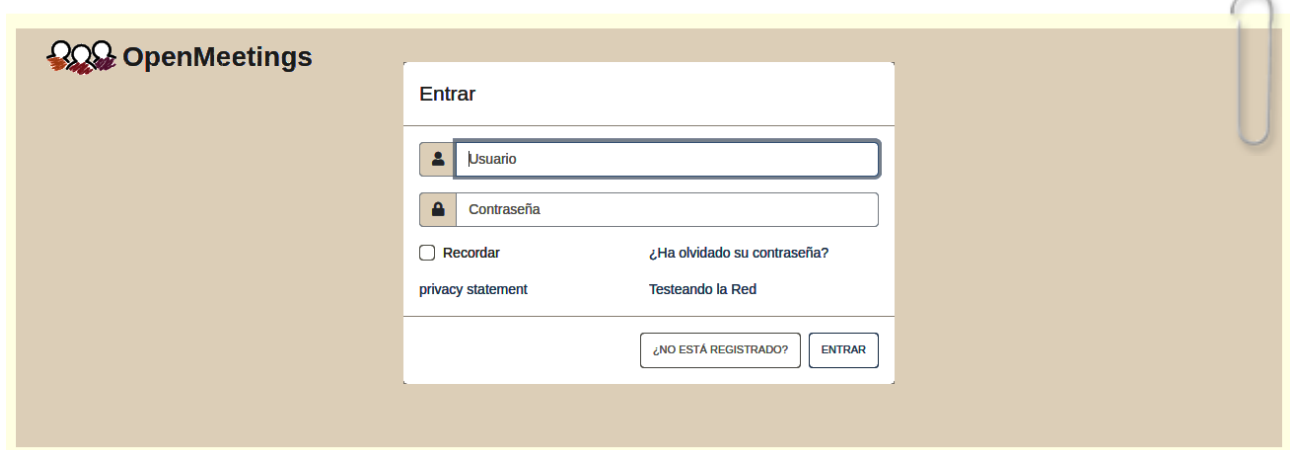 OpenMeetings
Entrar
Usuario
Contraseña
Recordar
¿Ha olvidado su contraseña?
privacy statement
Testeando la Red
¿NO ESTÁ REGISTRADO?
ENTRAR